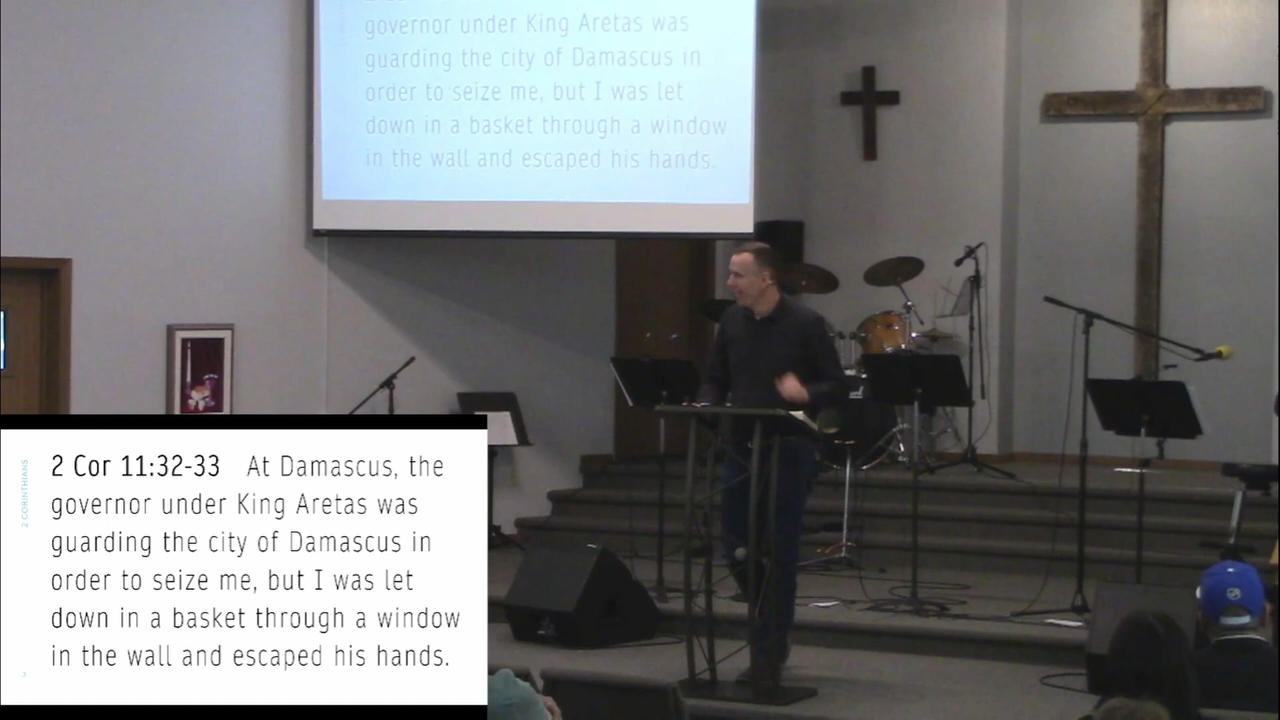 governor under King Aretas was
guarding the city of Damascus in
order to seize me, but I was let
down in a basket through a window
in the wall and escaped his hands.
2 CORINTHIANS
2 Cor 11:32-33 At Damascus, the
governor under King Aretas was
guarding the city of Damascus in
order to seize me, but I was let
down in a basket through a window
in the wall and escaped his hands.